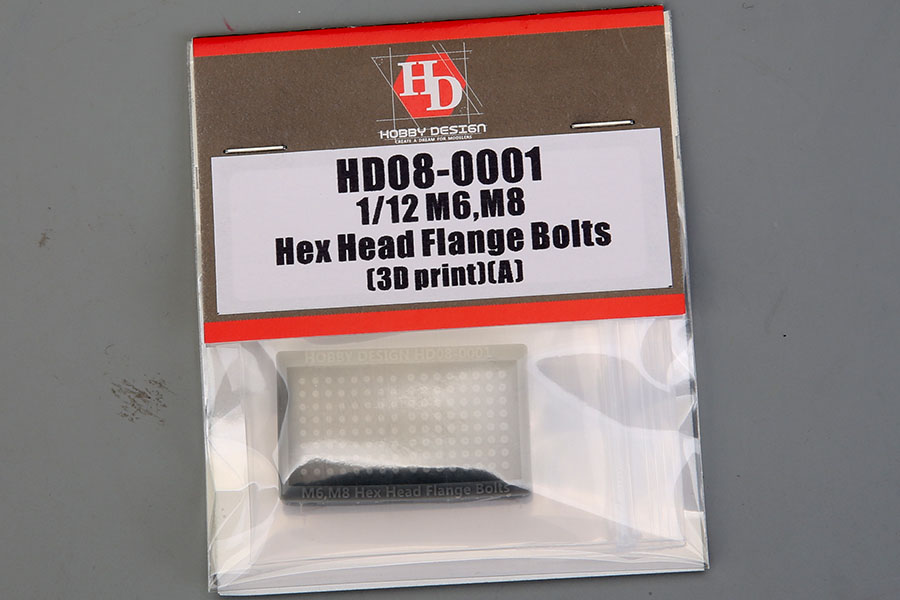 HD
HOBBY DESIGN
CREATE A DREAM FOR MODELERS
HD08-0001
1/12 M6,M8
Hex Head Flange Bolts
(3D print)(A)
HOBBY DESIGN HD08-0001
M6,M8 Hex Head Flange Bolts